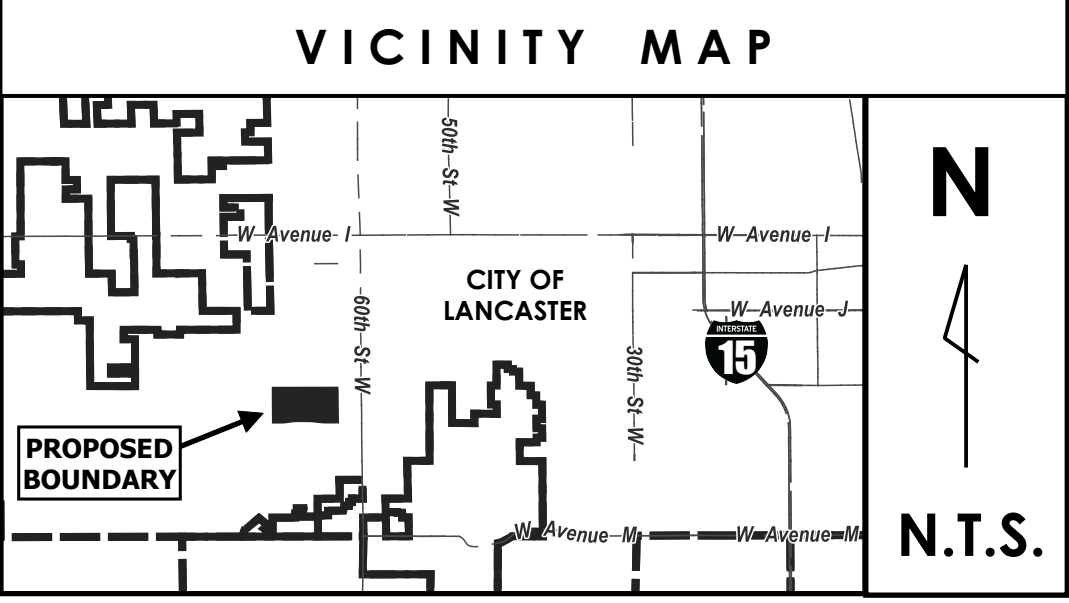 VICINITY MAP
50th St W
W Avenue I
W Avenue I
CITY OF
LANCASTER
60th St W
W Avenue J
INTERSTATE
15
30th St W
PROPOSED
BOUNDARY
W Avenue M
W Avenue M
N
N.T.S.